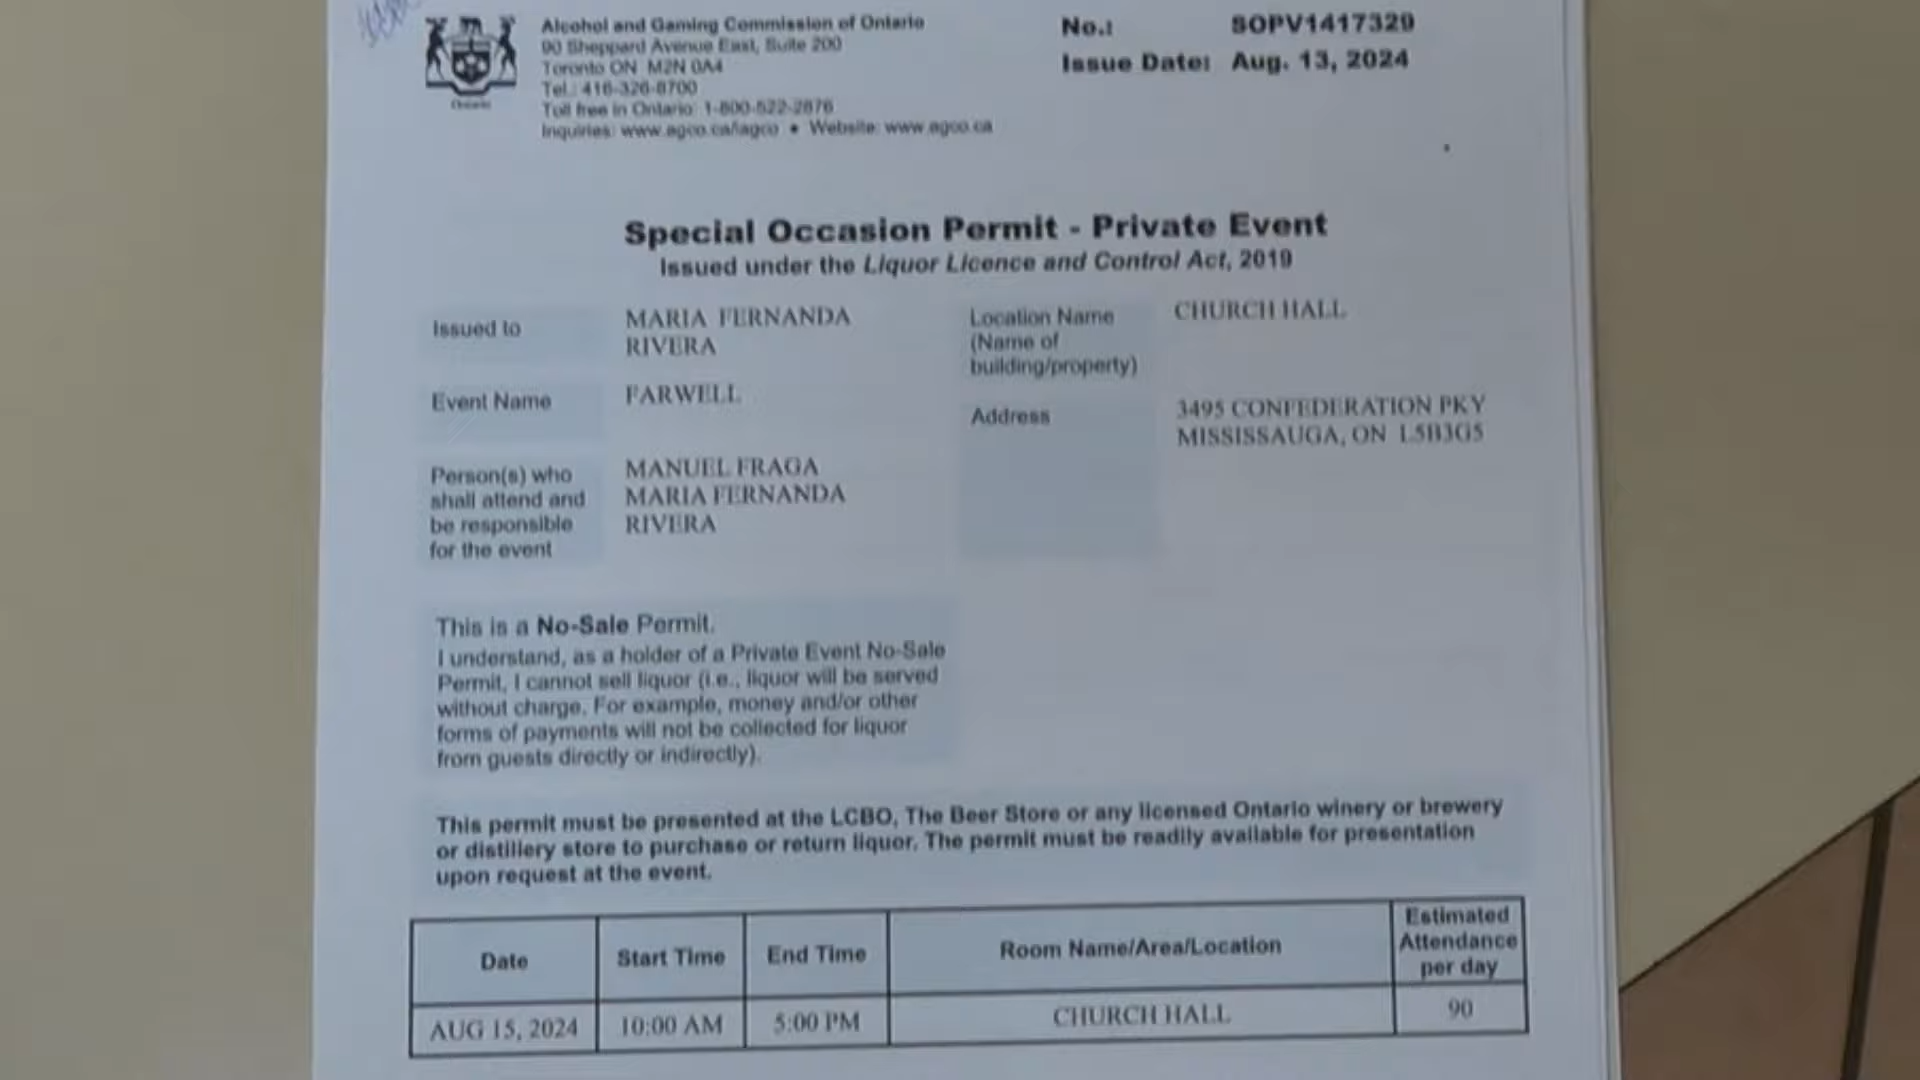 Alcohol and Gaming Commission of Ontario
90 Sheppard Avenue East, Suite 200
Toronto ON M2N 0A4
Tel.: 416-326-8700
Toll free in Ontario: 1-800-522-2876
Inquiries: www.agco.ca/iagco • Website: www.agco.ca
Ontario
No.: SOPV1417329
Issue Date: Aug. 13, 2024
Special Occasion Permit - Private Event
Issued under the Liquor Licence and Control Act, 2019
Issued to
MARIA FERNANDA
RIVERA
Event Name
FARWELL
Person(s) who
shall attend and
be responsible
for the event
MANUEL FRAGA
MARIA FERNANDA
RIVERA
Location Name
(Name of
building/property)
CHURCH HALL
Address
3495 CONFEDERATION PKY
MISSISSAUGA, ON L5B3G5
This is a No-Sale Permit.
I understand, as a holder of a Private Event No-Sale
Permit, I cannot sell liquor (i.e., liquor will be served
without charge. For example, money and/or other
forms of payments will not be collected for liquor
from guests directly or indirectly).
This permit must be presented at the LCBO, The Beer Store or any licensed Ontario winery or brewery
or distillery store to purchase or return liquor. The permit must be readily available for presentation
upon request at the event.
Date Start Time End Time Room Name/Area/Location Estimated
Attendance
per day
AUG 15, 2024 10:00 AM 5:00 PM CHURCH HALL 90